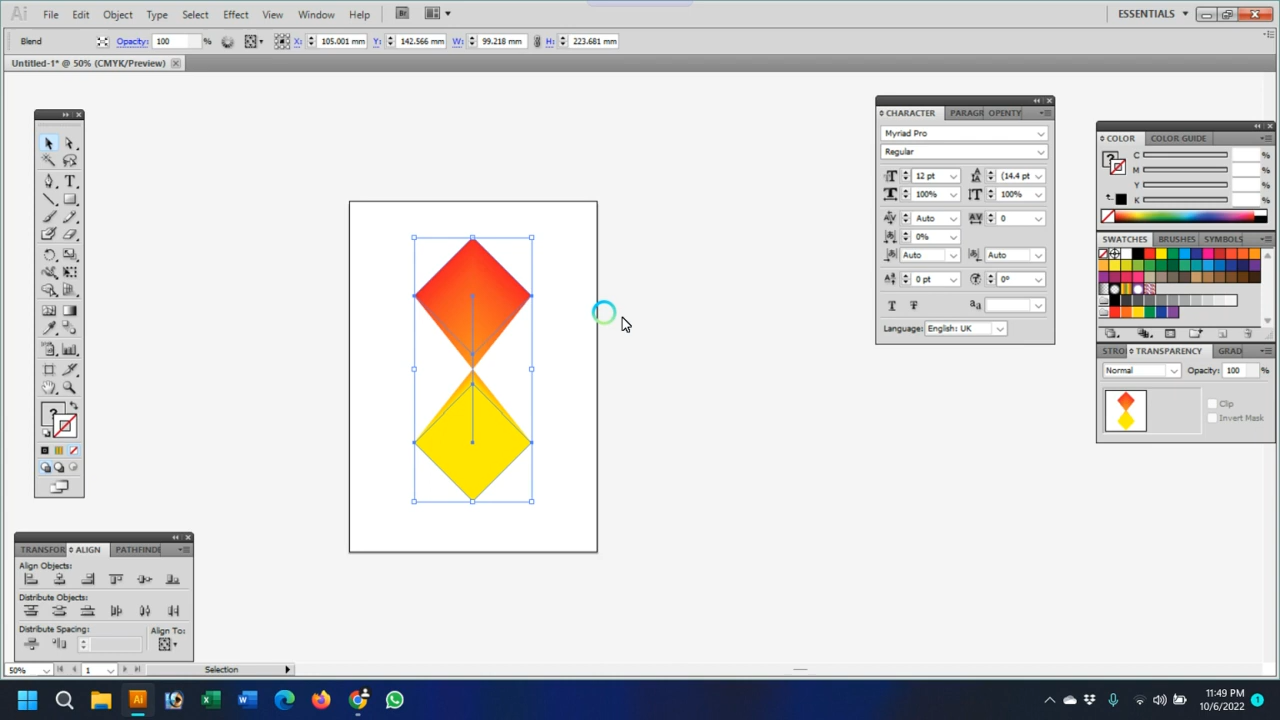 Ai File Edit Object Type Select Effect View Window Help Br ESSENTIALS
Blend Opacity: 100 % X: 105.001 mm Y: 142.566 mm W: 99.218 mm H: 223.681 mm
Untitled-1* @ 50% (CMYK/Preview)
CHARACTER PARAGR OPENTY
Myriad Pro
Regular
12 pt (14.4 pt
100% 100%
Auto 0
0%
Auto Auto
0 pt 0°
Language: English: UK
COLOR COLOR GUIDE
C %
M %
Y %
K %
SWATCHES BRUSHES SYMBOLS
STRO TRANSPARENCY GRAD
Normal Opacity: 100 %
Clip
Invert Mask
TRANSFOR ALIGN PATHFIND
Align Objects:
Distribute Objects:
Distribute Spacing: Align To:
50% 1 Selection
Ai
11:49 PM
10/6/2022